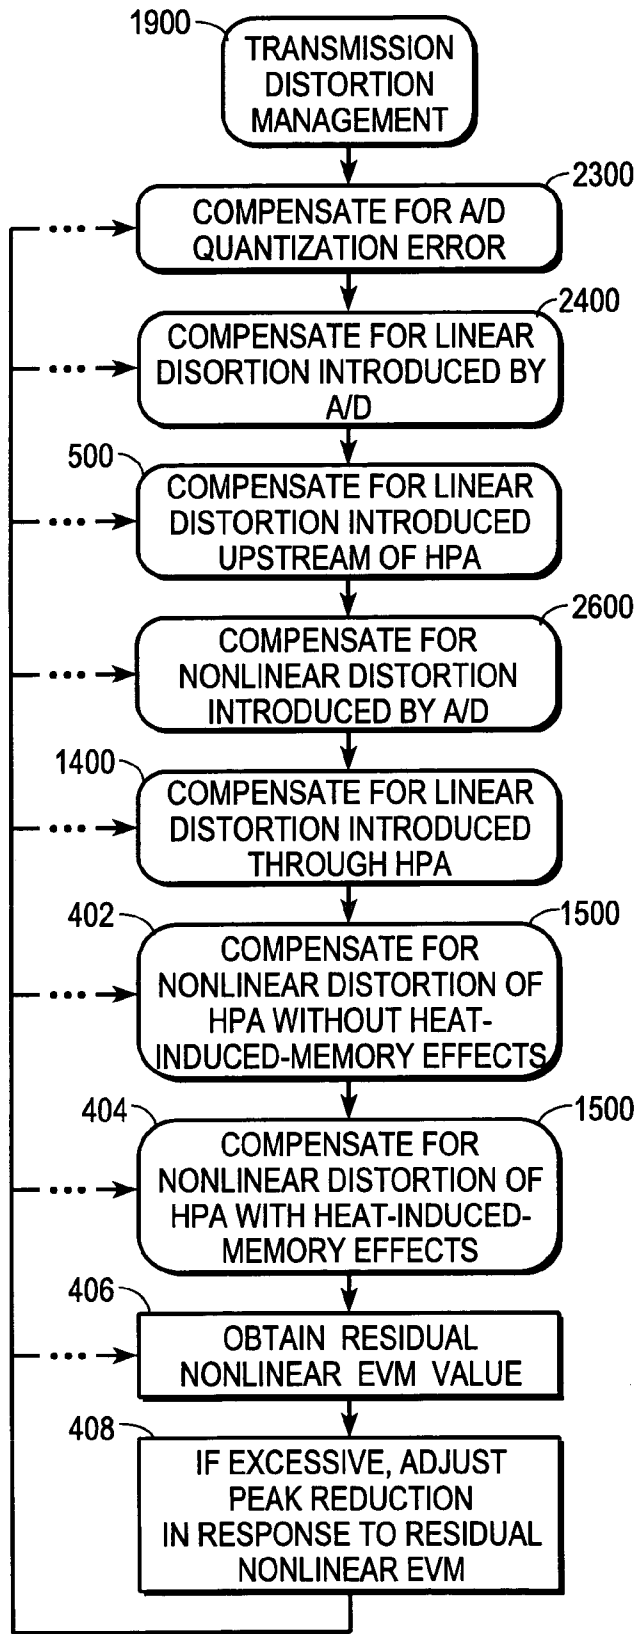 1900
TRANSMISSION
DISTORTION
MANAGEMENT
2300
COMPENSATE FOR A/D
QUANTIZATION ERROR
2400
COMPENSATE FOR LINEAR
DISORTION INTRODUCED BY
A/D
500
COMPENSATE FOR LINEAR
DISTORTION INTRODUCED
UPSTREAM OF HPA
2600
COMPENSATE FOR
NONLINEAR DISTORTION
INTRODUCED BY A/D
1400
COMPENSATE FOR LINEAR
DISTORTION INTRODUCED
THROUGH HPA
402
1500
COMPENSATE FOR
NONLINEAR DISTORTION OF
HPA WITHOUT HEAT-
INDUCED-MEMORY EFFECTS
404
1500
COMPENSATE FOR
NONLINEAR DISTORTION OF
HPA WITH HEAT-INDUCED-
MEMORY EFFECTS
406
OBTAIN RESIDUAL
NONLINEAR EVM VALUE
408
IF EXCESSIVE, ADJUST
PEAK REDUCTION
IN RESPONSE TO RESIDUAL
NONLINEAR EVM